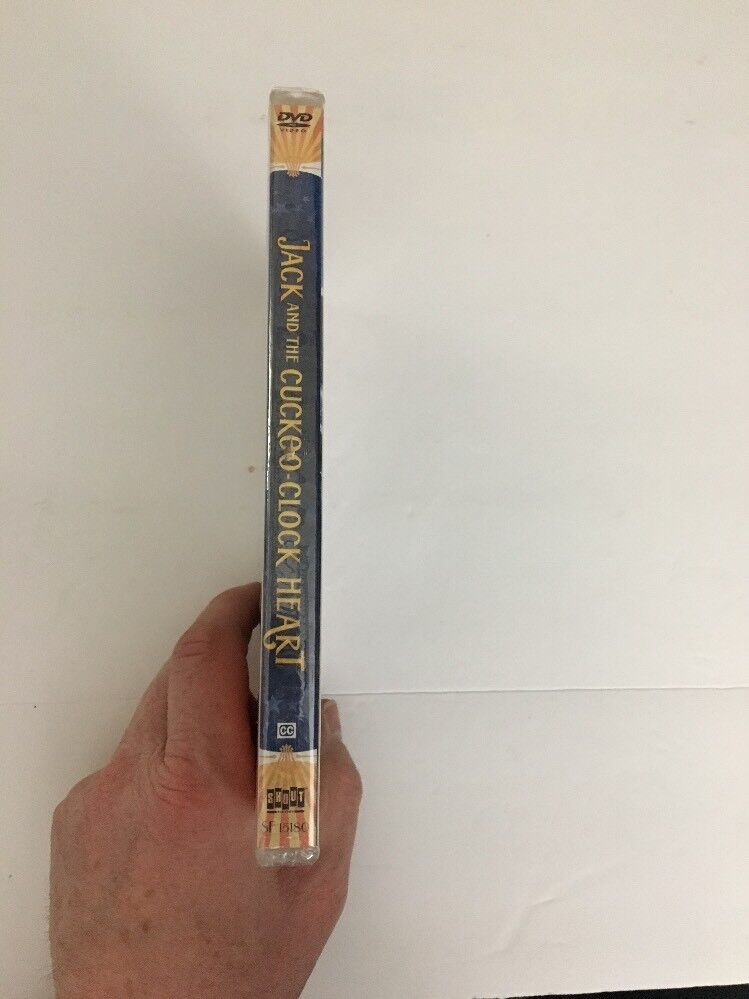 DVD
VIDEO
JACK AND THE CUCKOO-CLOCK HEART
CC
SHOUT
SF 15180